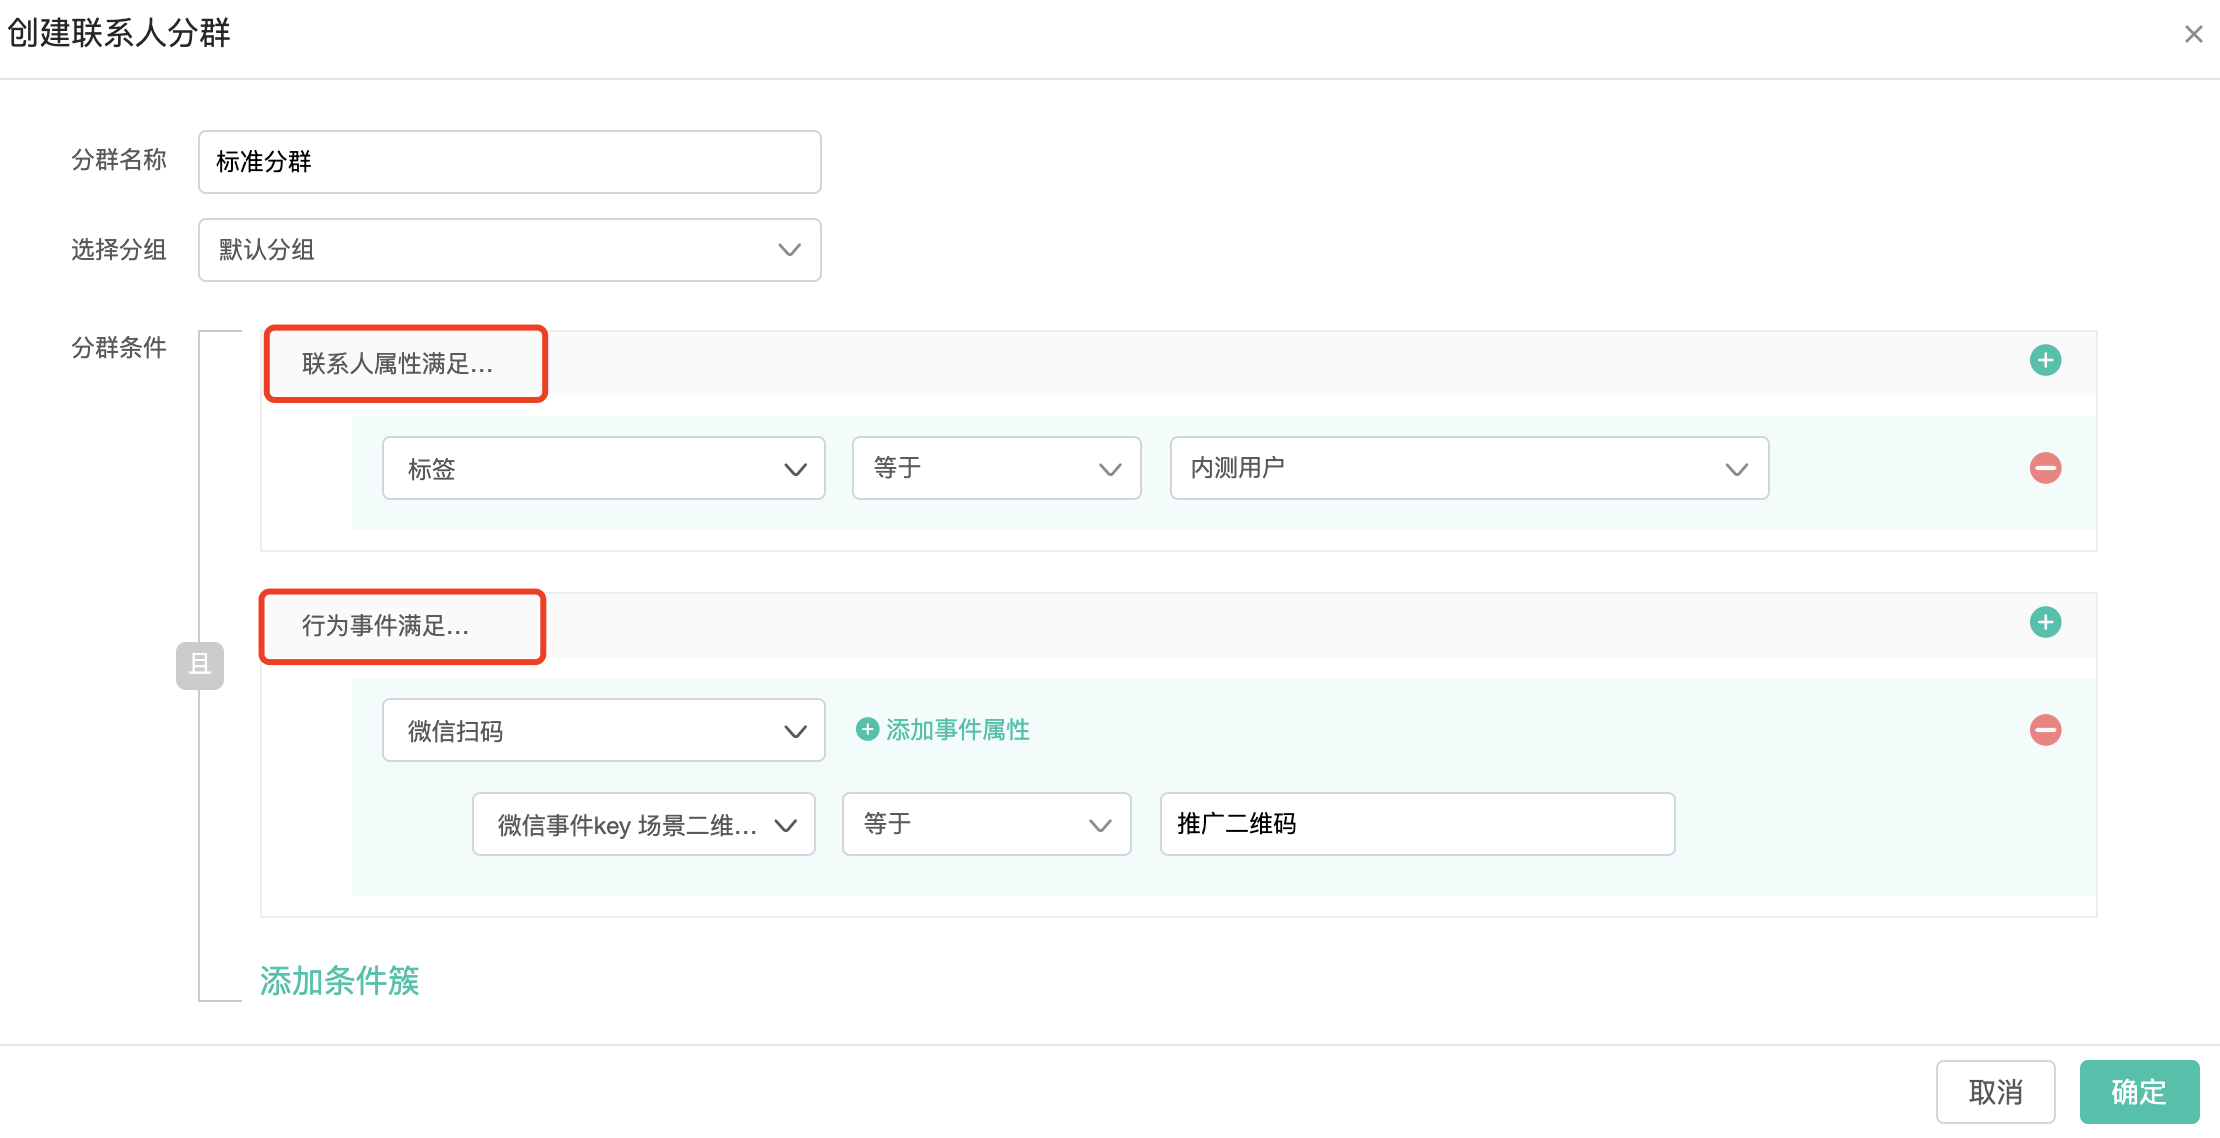 创建联系人分群
分群名称 标准分群
选择分组 默认分组
分群条件 联系人属性满足...
标签 等于 内测用户
行为事件满足...
且
微信扫码 添加事件属性
微信事件key 场景二维... 等于 推广二维码
添加条件簇
取消 确定